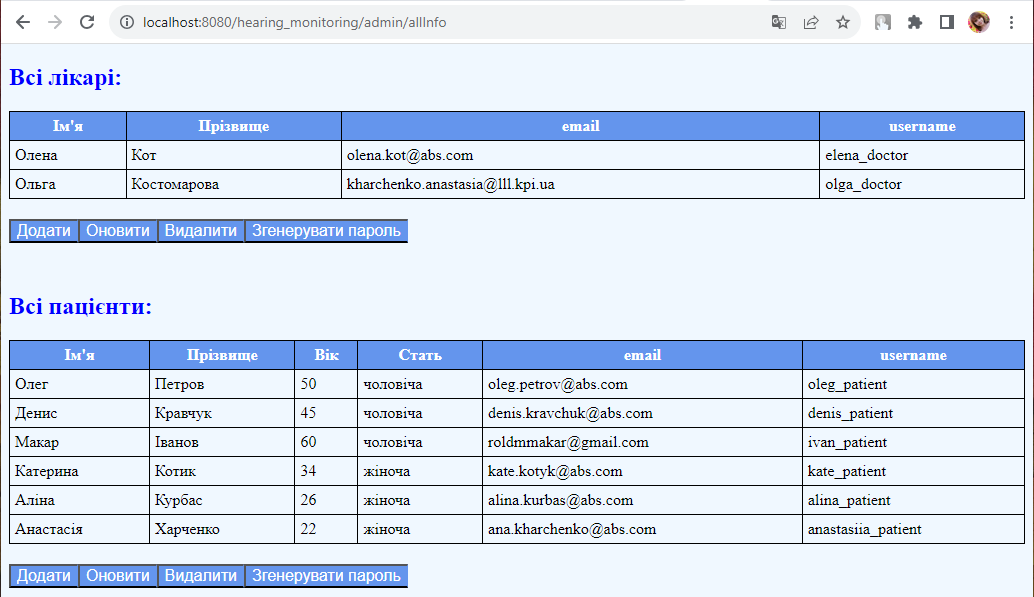 localhost:8080/hearing_monitoring/admin/allInfo
Всі лікарі:
Ім'я Прізвище email username
Олена Кот olena.kot@abs.com elena_doctor
Ольга Костомарова kharchenko.anastasia@lll.kpi.ua olga_doctor
Додати Оновити Видалити Згенерувати пароль
Всі пацієнти:
Ім'я Прізвище Вік Стать email username
Олег Петров 50 чоловіча oleg.petrov@abs.com oleg_patient
Денис Кравчук 45 чоловіча denis.kravchuk@abs.com denis_patient
Макар Іванов 60 чоловіча roldmmakar@gmail.com ivan_patient
Катерина Котик 34 жіноча kate.kotyk@abs.com kate_patient
Аліна Курбас 26 жіноча alina.kurbas@abs.com alina_patient
Анастасія Харченко 22 жіноча ana.kharchenko@abs.com anastasiia_patient
Додати Оновити Видалити Згенерувати пароль